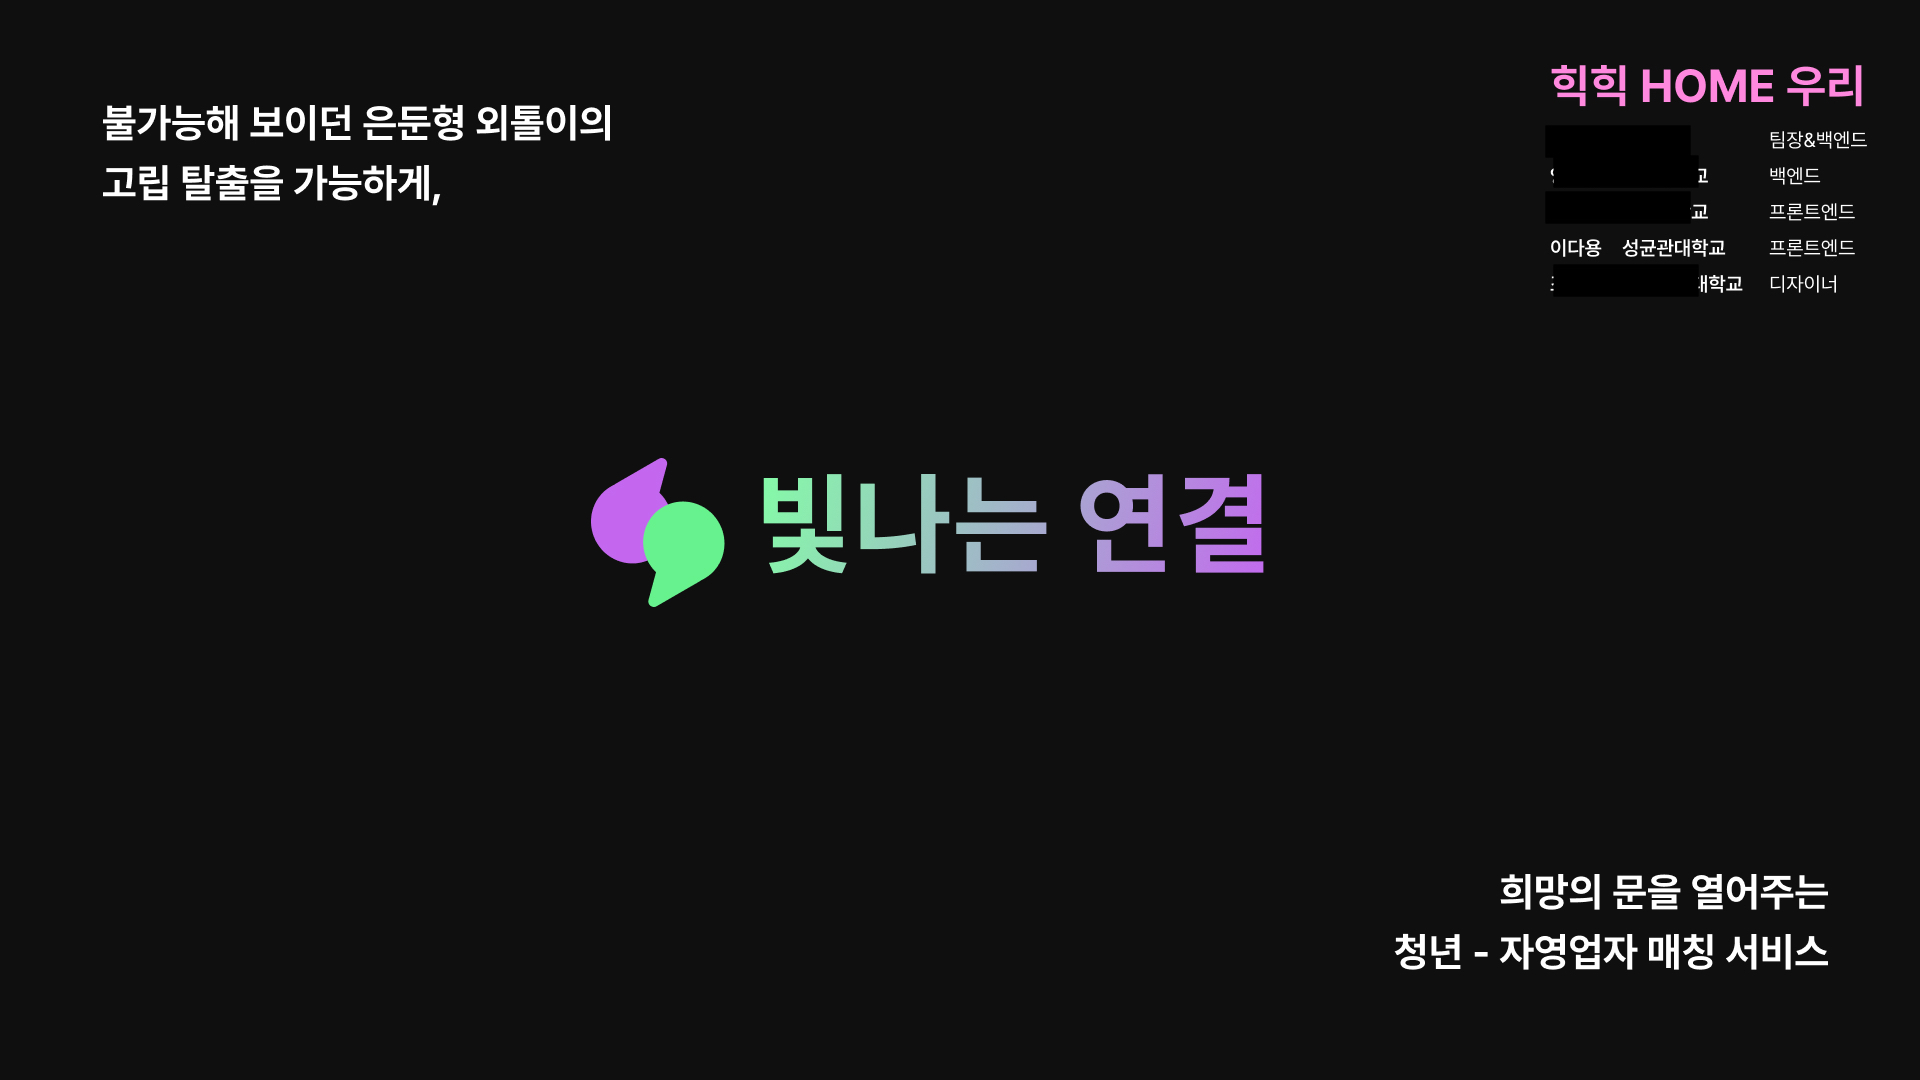 불가능해 보이던 은둔형 외톨이의
고립 탈출을 가능하게,
힉힉 HOME 우리
팀장&백엔드
백엔드
프론트엔드
이다용 성균관대학교 프론트엔드
대학교 디자이너
빛나는 연결
희망의 문을 열어주는
청년 - 자영업자 매칭 서비스